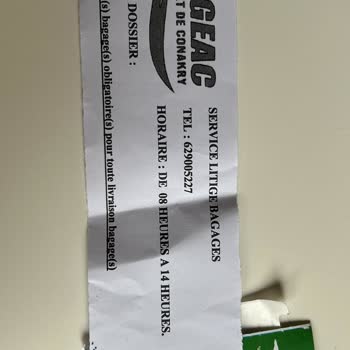 GEAC
T DE CONAKRY
SERVICE LITIGE BAGAGES
TEL : 629005227
HORAIRE : DE 08 HEURES A 14 HEURES.
DOSSIER :
(s) bagage(s) obligatoire(s) pour toute livraison bagage(s)